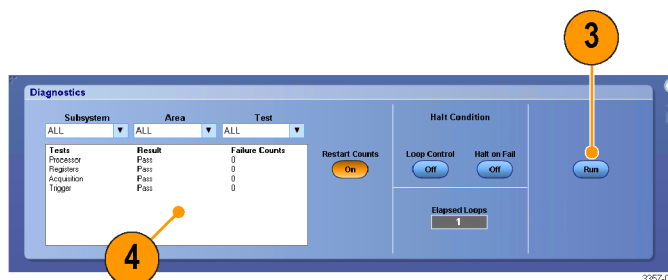 3
Diagnostics
Subsystem Area Test Halt Condition
ALL ALL ALL
Tests Result Failure Counts Restart Counts Loop Control Halt on Fail
Processor Pass 0 On Off Off Run
Registers Pass 0
Acquisition Pass 0
Trigger Pass 0
Elapsed Loops
1
4